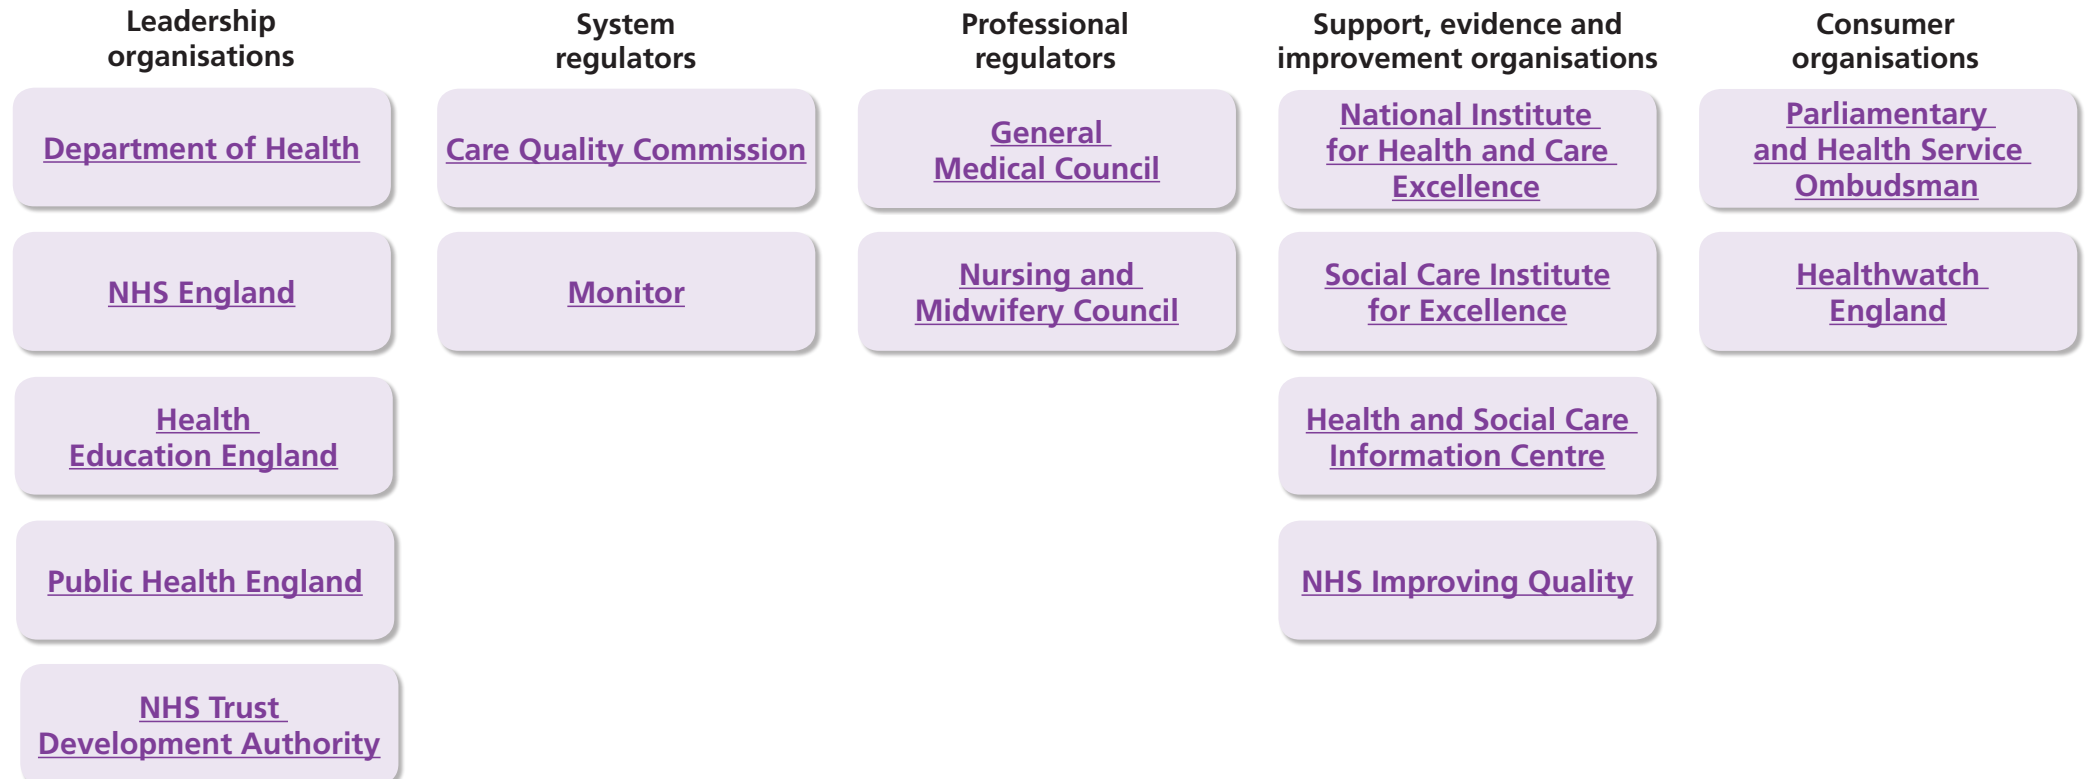 Leadership
organisations
Department of Health
NHS England
Health
Education England
Public Health England
NHS Trust
Development Authority
System
regulators
Care Quality Commission
Monitor
Professional
regulators
General
Medical Council
Nursing and
Midwifery Council
Support, evidence and
improvement organisations
National Institute
for Health and Care
Excellence
Social Care Institute
for Excellence
Health and Social Care
Information Centre
NHS Improving Quality
Consumer
organisations
Parliamentary
and Health Service
Ombudsman
Healthwatch
England